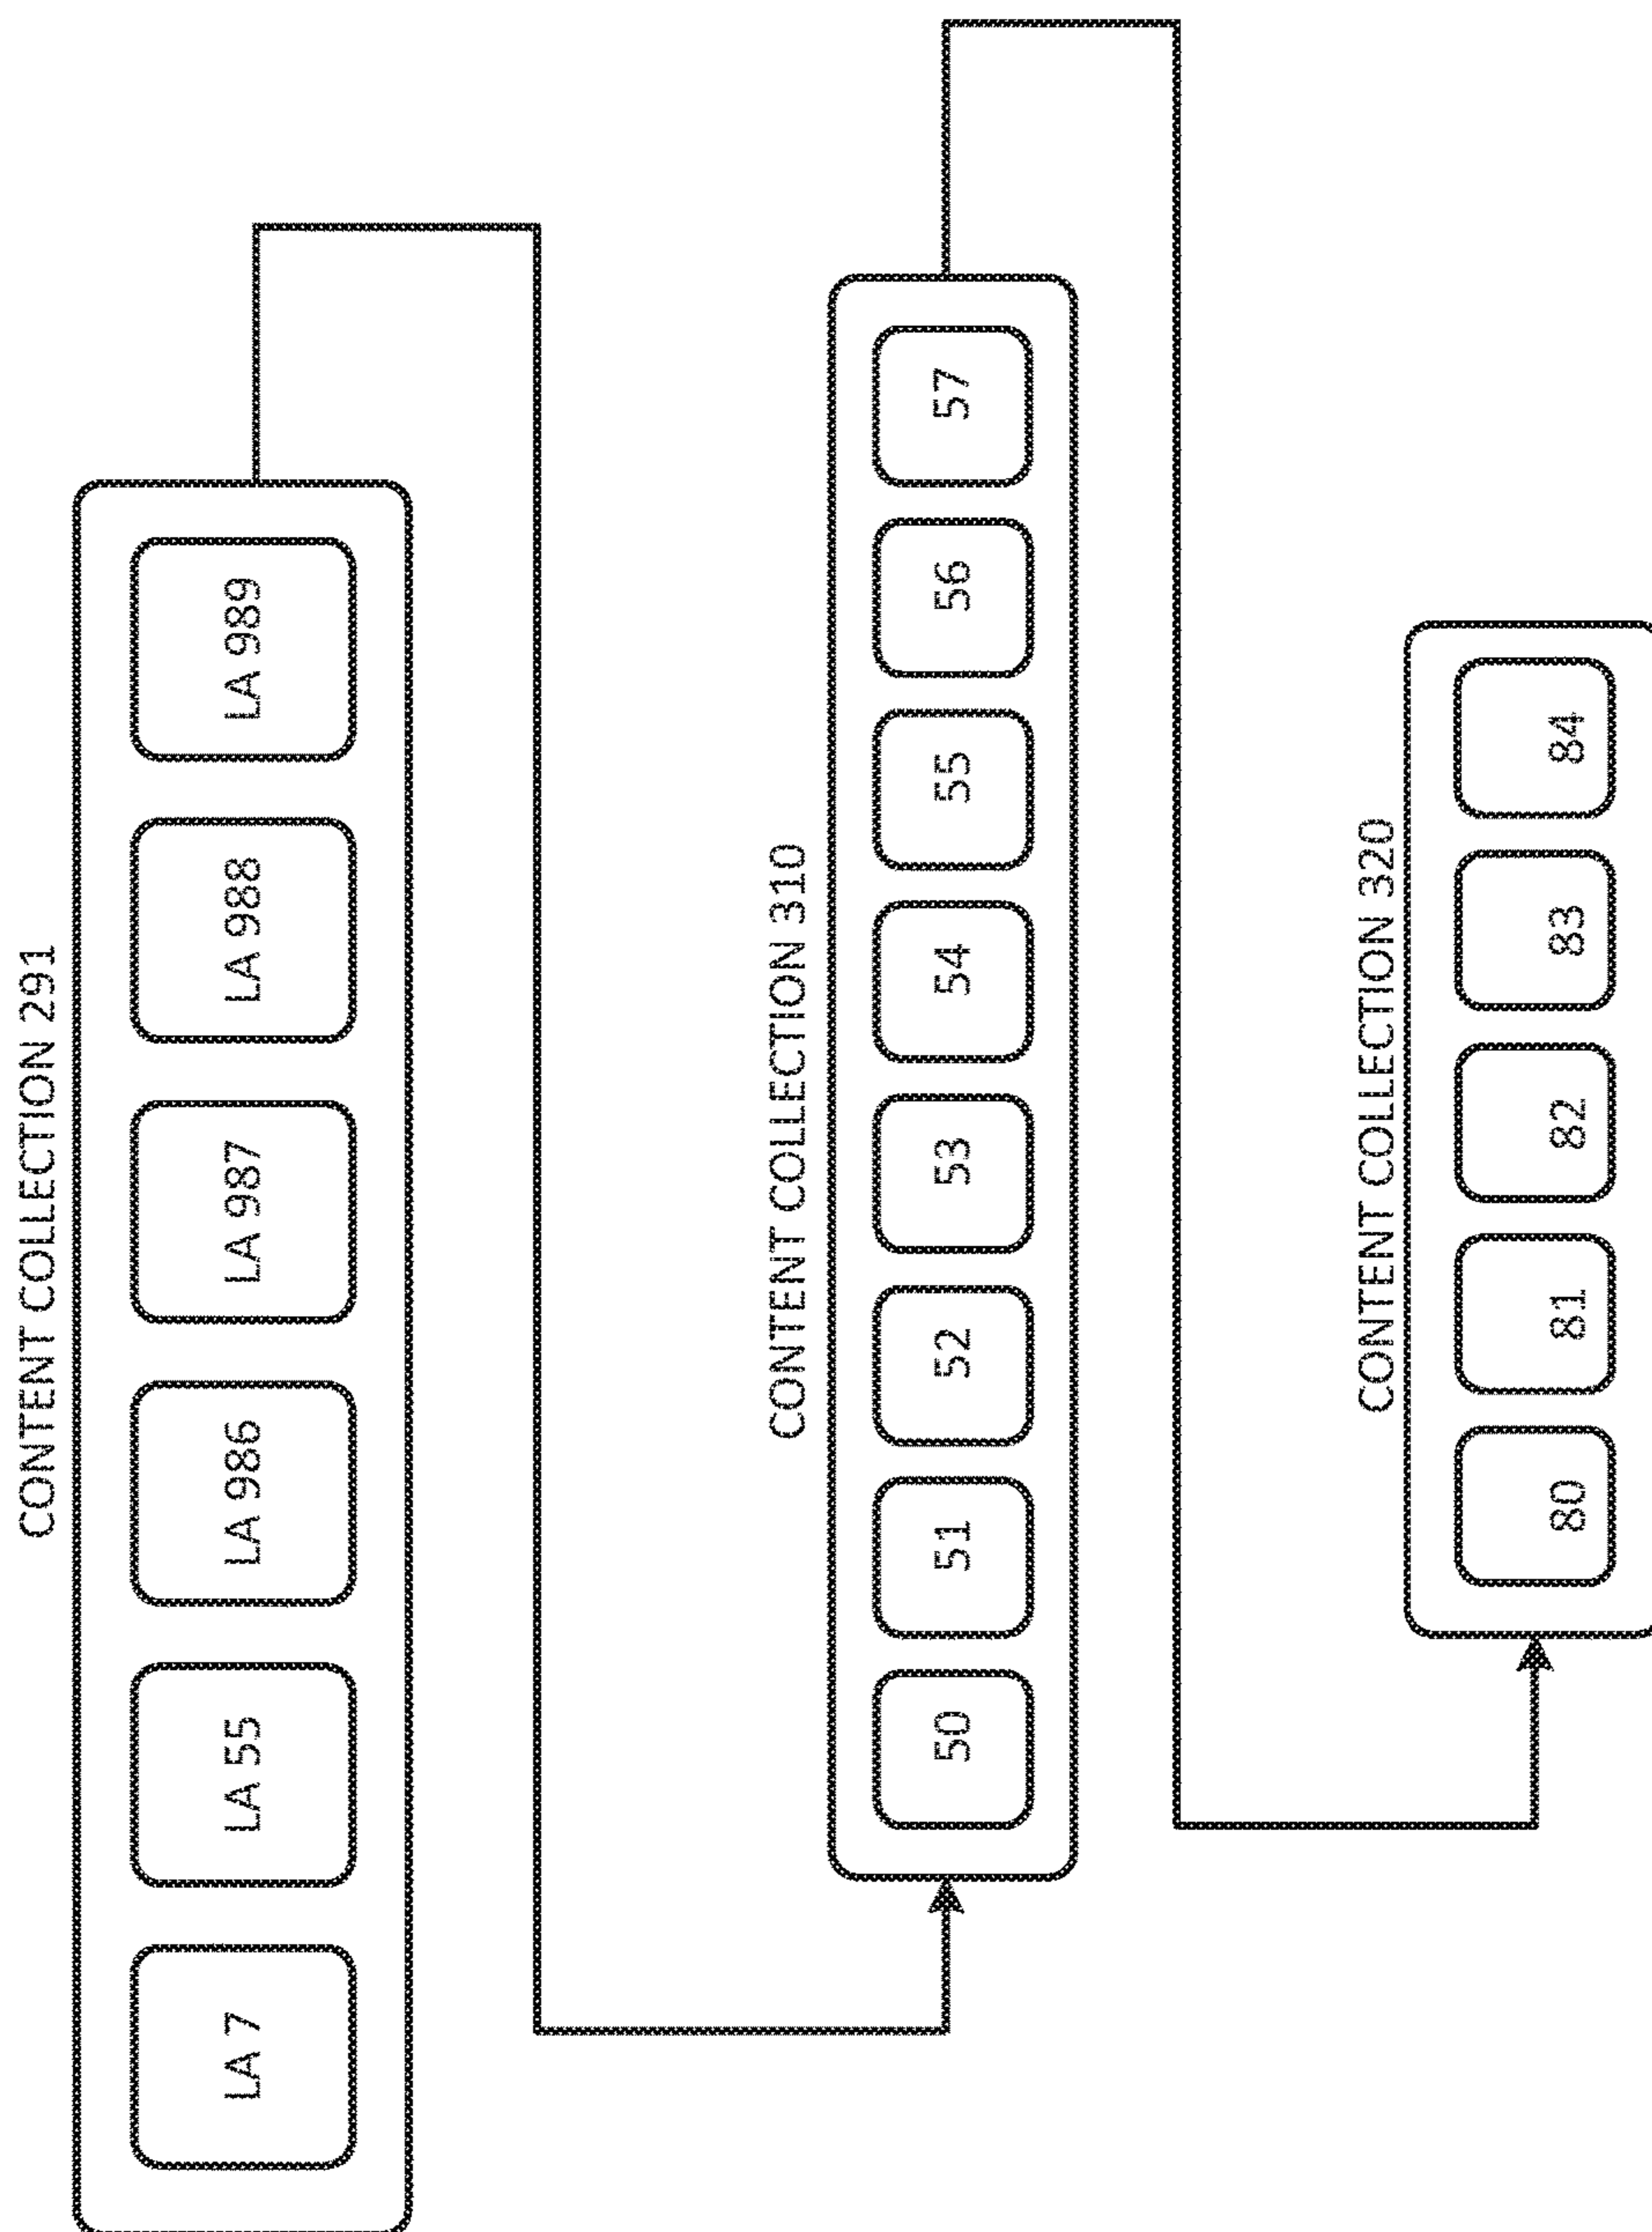 CONTENT COLLECTION 291
LA 7
LA 55
LA 986
LA 987
LA 988
LA 989
CONTENT COLLECTION 310
50
51
52
53
54
55
56
57
CONTENT COLLECTION 320
80
81
82
83
84